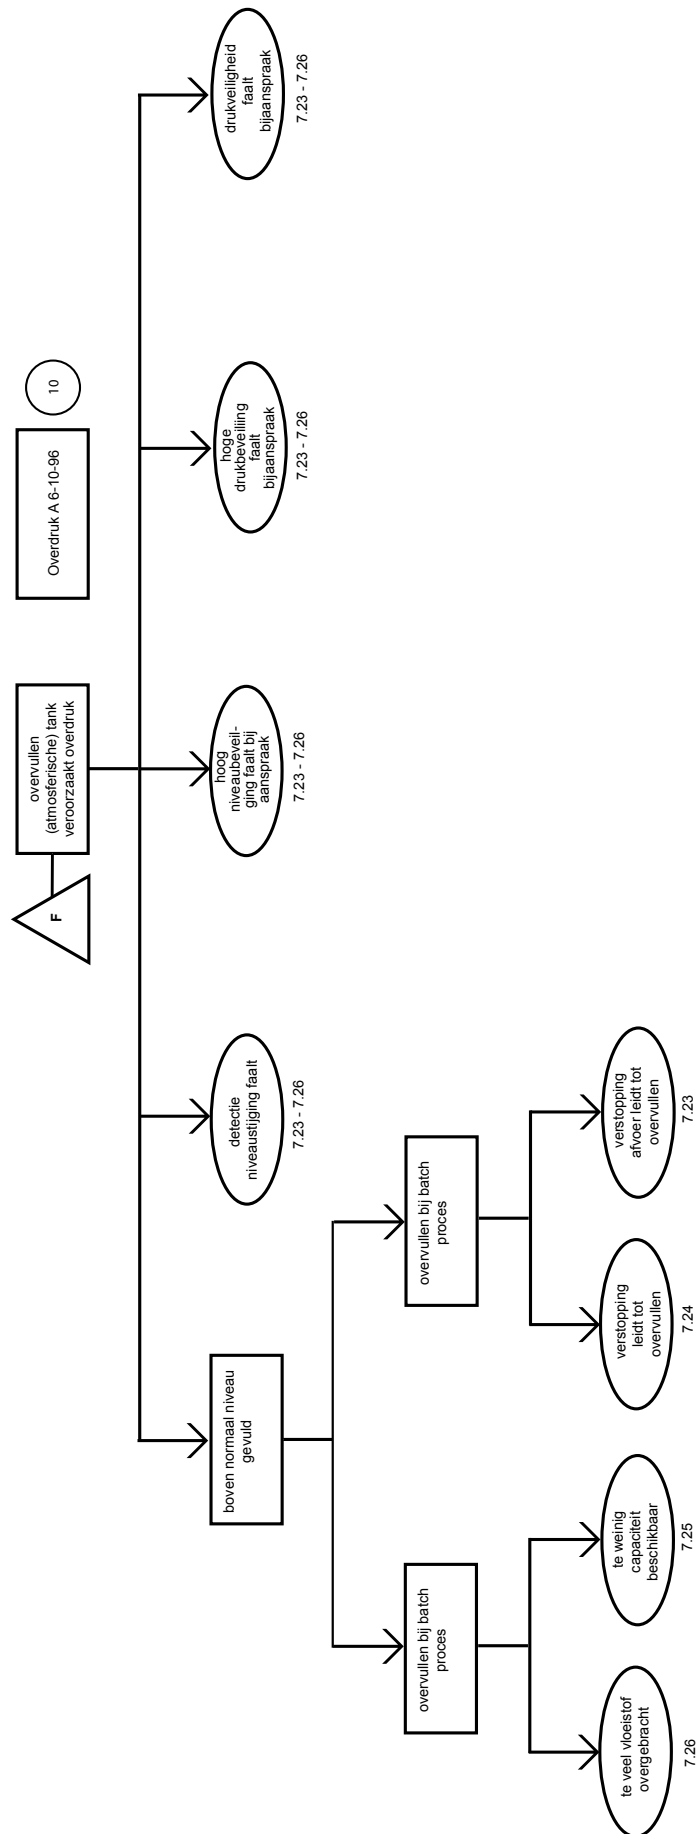 F
overvullen
(atmosferische) tank
veroorzaakt overdruk
Overdruk A 6-10-96
10
boven normaal niveau
gevuld
detectie
niveaustijging faalt
7.23 - 7.26
hoog
niveaubeveil-
ging faalt bij
aanspraak
7.23 - 7.26
hoge
drukbeveiliing
faalt
bijaanspraak
7.23 - 7.26
drukveiligheid
faalt
bijaanspraak
7.23 - 7.26
overvullen bij batch
proces
overvullen bij batch
proces
te veel vloeistof
overgebracht
7.26
te weinig
capaciteit
beschikbaar
7.25
verstopping
leidt tot
overvullen
7.24
verstopping
afvoer leidt tot
overvullen
7.23